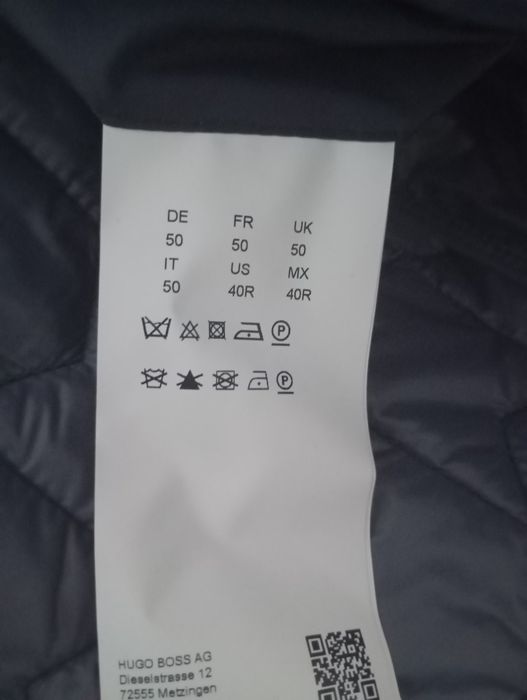 DE FR UK
50 50 50
IT US MX
50 40R 40R
P
P
HUGO BOSS AG
Dieselstrasse 12
72555 Metzingen